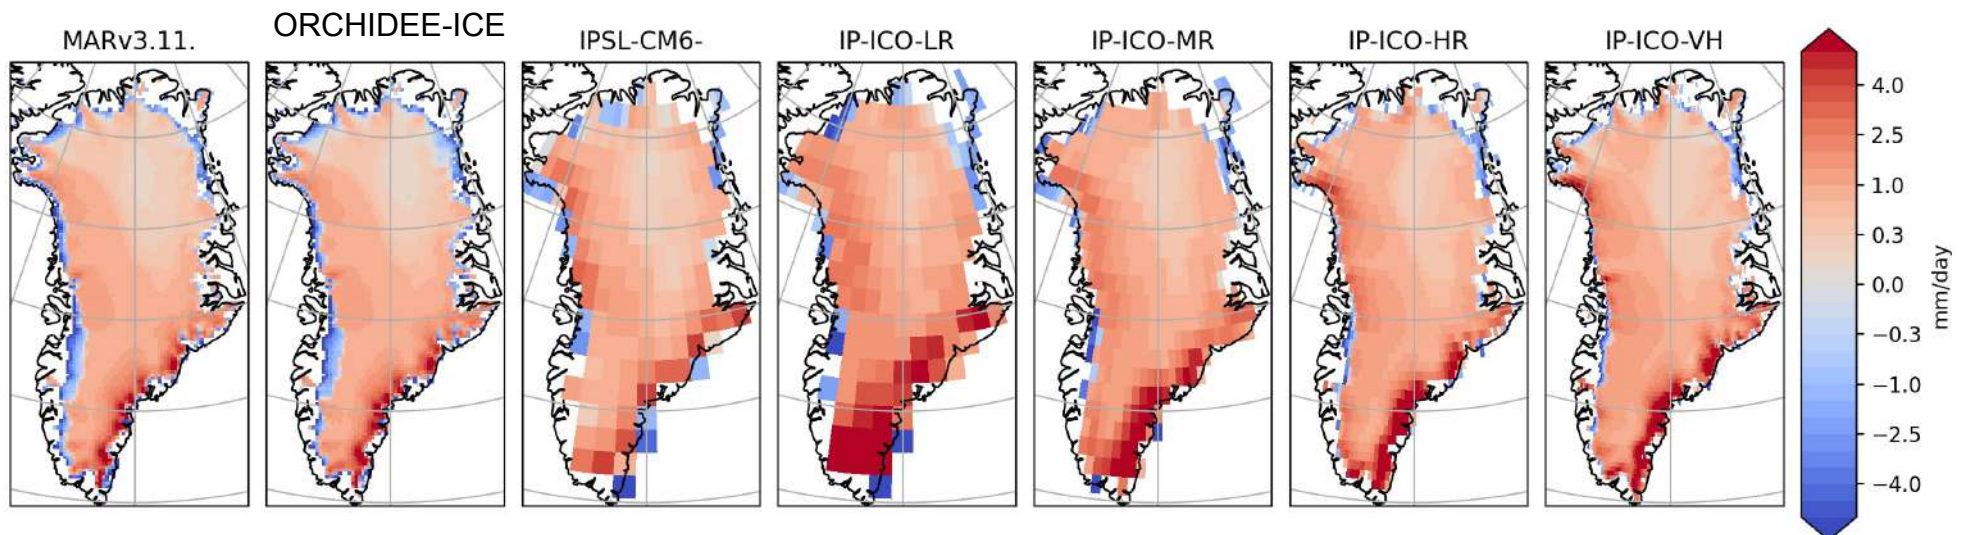 ORCHIDEE-ICE
MARv3.11.
IPSL-CM6-
IP-ICO-LR
IP-ICO-MR
IP-ICO-HR
IP-ICO-VH
4.0
2.5
1.0
0.3
0.0
−0.3
−1.0
−2.5
−4.0
mm/day